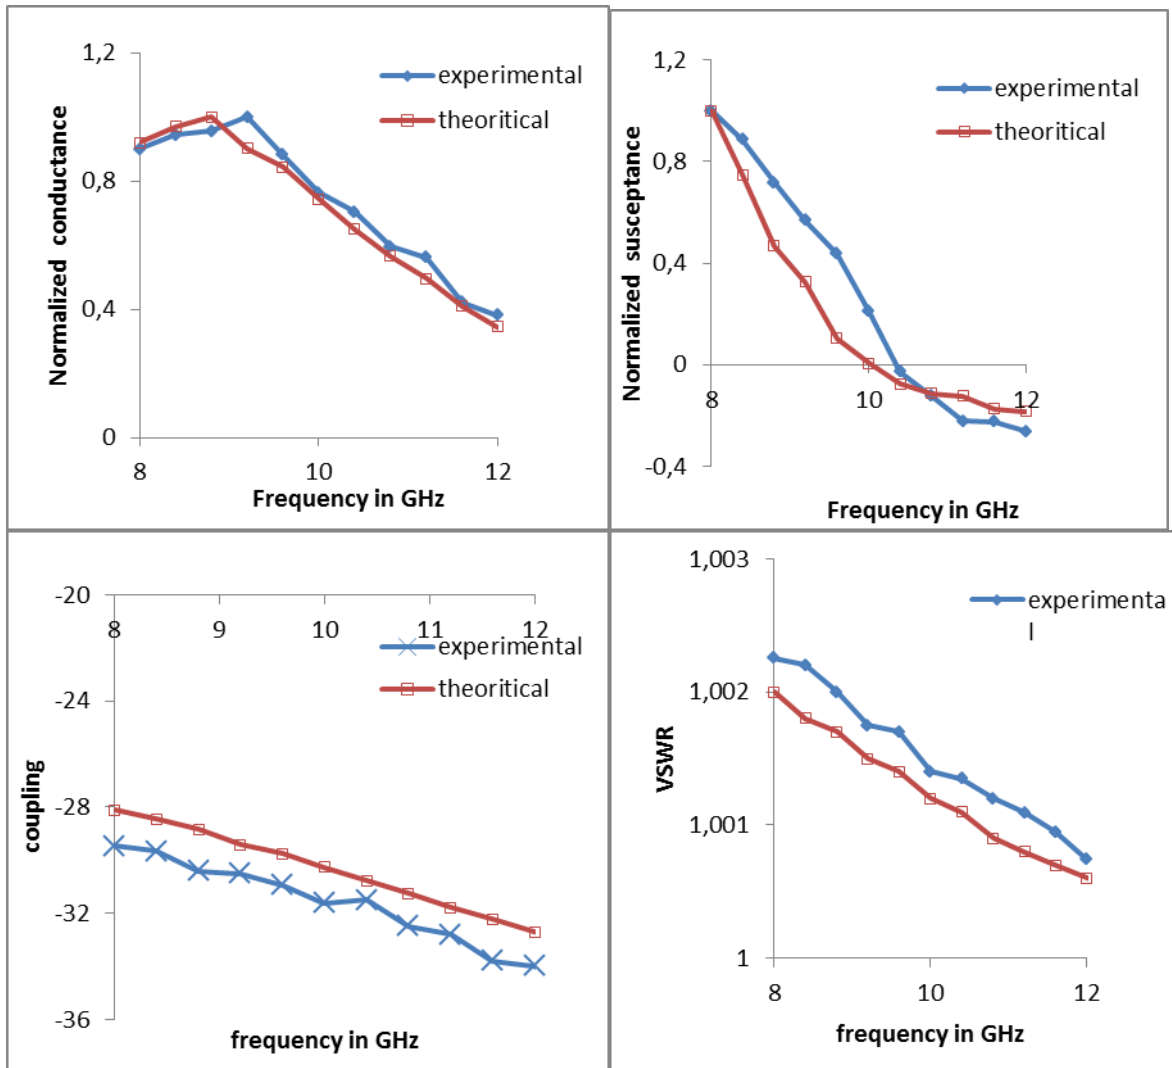 1,2
0,8
0,4
0
8
10
12
Normalized conductance
Frequency in GHz
experimental
theoritical
1,2
0,8
0,4
0
-0,4
8
10
12
Normalized susceptance
Frequency in GHz
experimental
theoritical
-20
-24
-28
-32
-36
8
9
10
11
12
coupling
frequency in GHz
experimental
theoritical
1,003
1,002
1,001
1
8
10
12
VSWR
frequency in GHz
experimenta
l